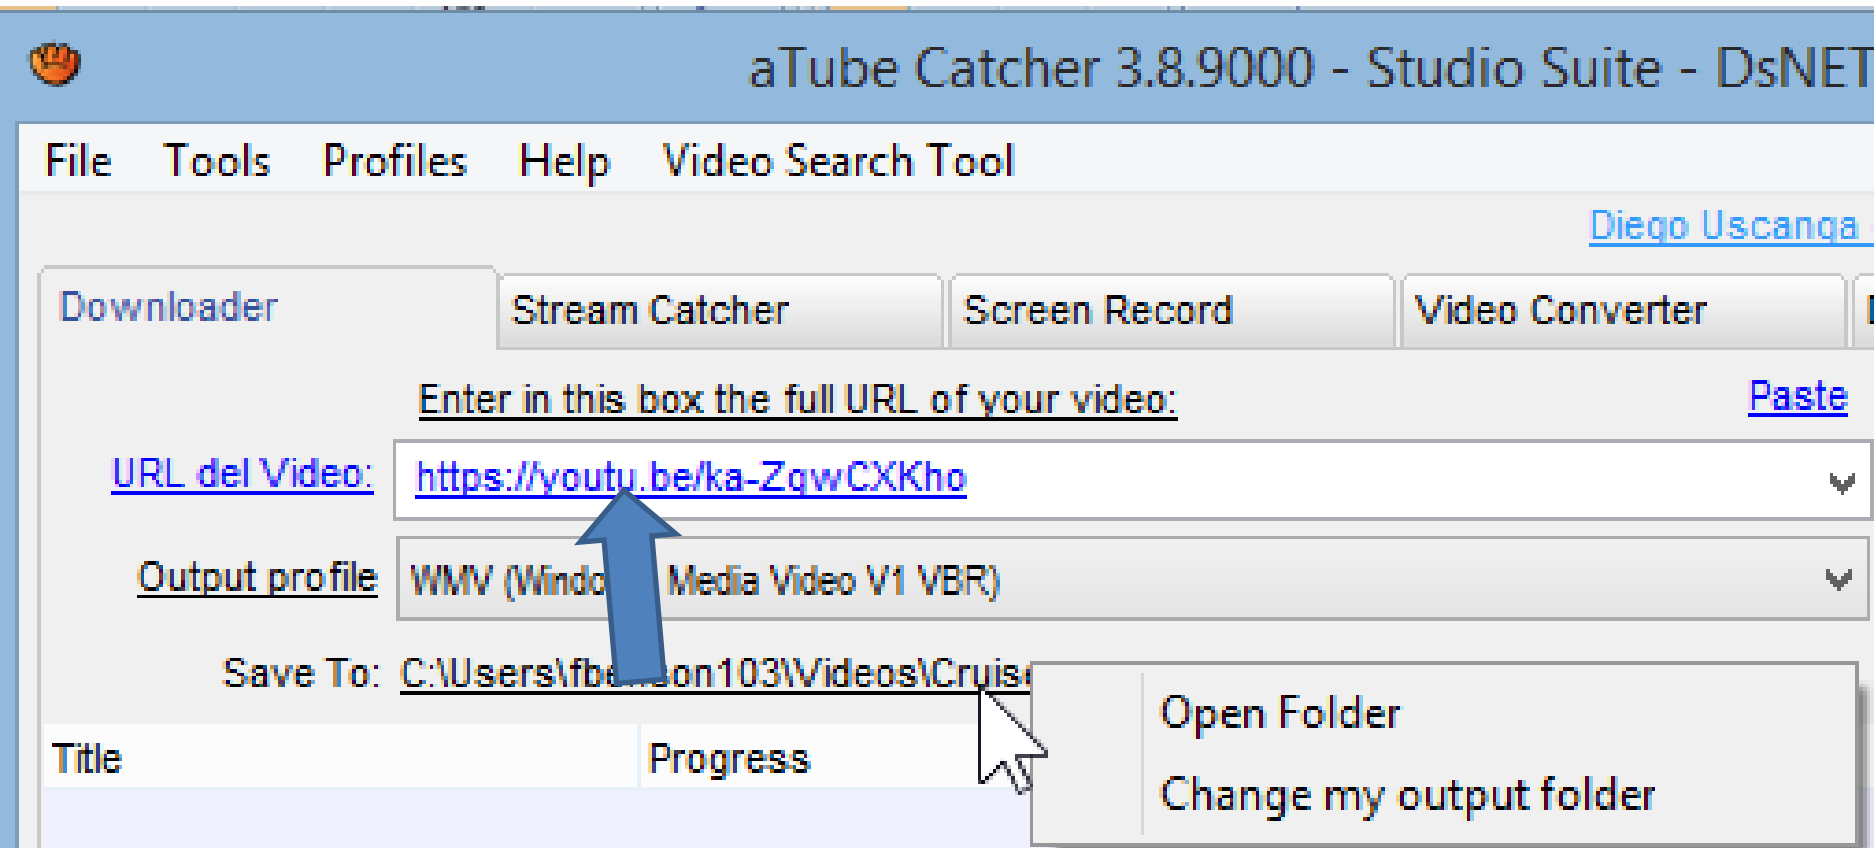 aTube Catcher 3.8.9000 - Studio Suite - DsNET
File Tools Profiles Help Video Search Tool
Diego Uscanga
Downloader Stream Catcher Screen Record Video Converter
Enter in this box the full URL of your video: Paste
URL del Video: https://youtu.be/ka-ZqwCXKho
Output profile WMV (Windo Media Video V1 VBR)
Save To: C:\Users\fbe son103\Videos\Cruise
Open Folder
Title Progress
Change my output folder